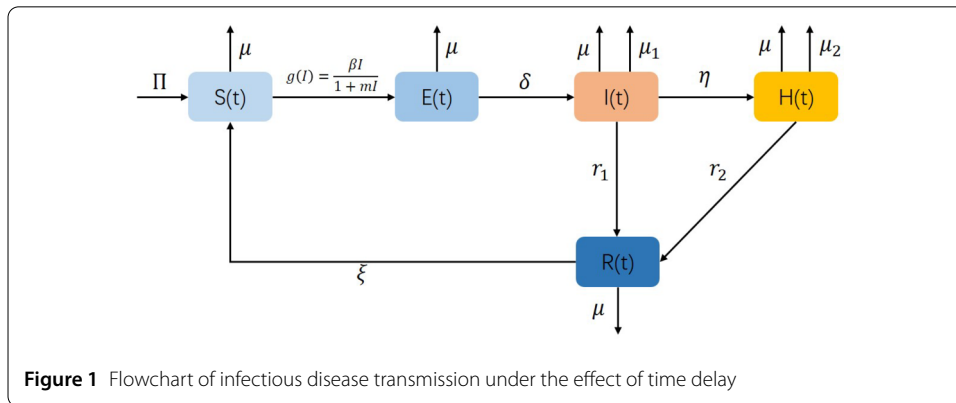 μ μ μ μ₁ μ μ₂
Π S(t) g(I) = βI / 1 + mI E(t) δ I(t) η H(t)
r₁ r₂
R(t)
ξ
μ
Figure 1 Flowchart of infectious disease transmission under the effect of time delay